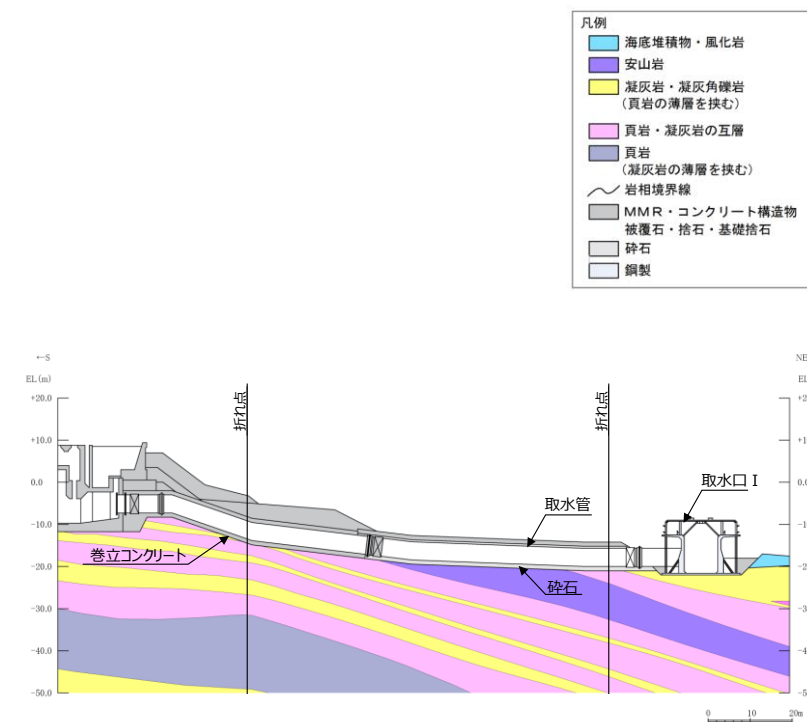 凡例
海底堆積物・風化岩
安山岩
凝灰岩・凝灰角礫岩
(頁岩の薄層を挟む)
頁岩・凝灰岩の互層
頁岩
(凝灰岩の薄層を挟む)
岩相境界線
MMR・コンクリート構造物
被覆石・捨石・基礎捨石
砕石
鋼製
←S
NE
EL(m)
EL
+20.0
+2
+10.0
+1
0.0
0.0
-10.0
-1
-20.0
-2
-30.0
-3
-40.0
-4
-50.0
-5
折れ点
折れ点
取水口Ⅰ
取水管
巻立コンクリート
砕石
0 10 20m